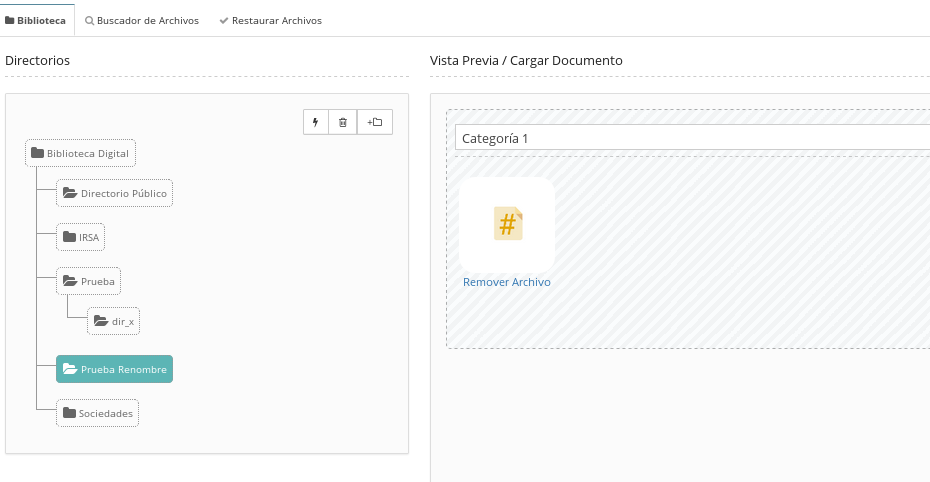 Biblioteca
Buscador de Archivos
Restaurar Archivos
Directorios
Biblioteca Digital
Directorio Público
IRSA
Prueba
dir_x
Prueba Renombre
Sociedades
Vista Previa / Cargar Documento
Categoría 1
#
Remover Archivo